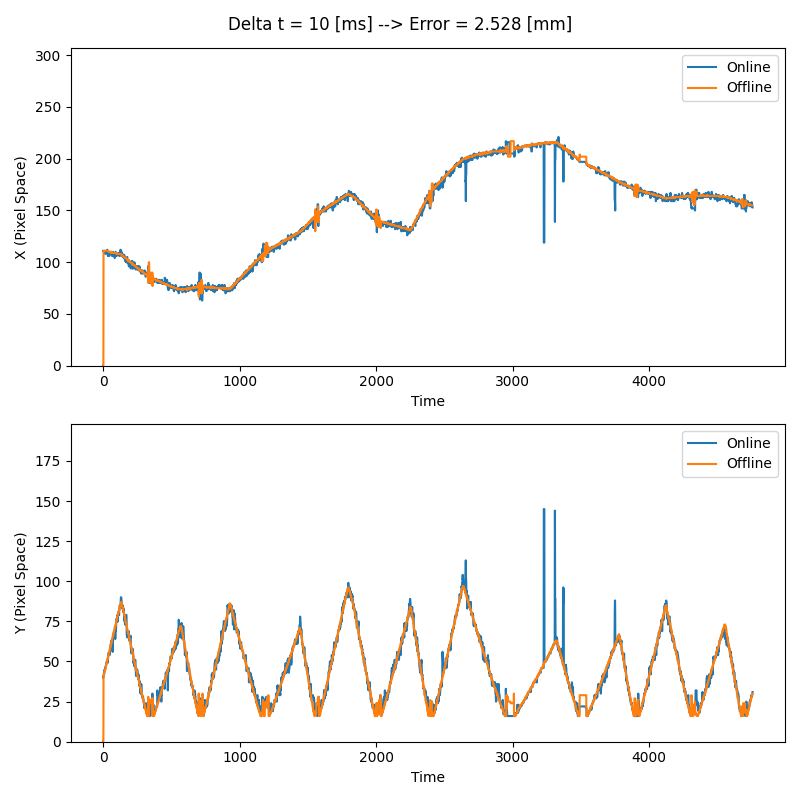 Delta t = 10 [ms] --> Error = 2.528 [mm]
300
250
200
150
100
50
0
X (Pixel Space)
Online
Offline
0 1000 2000 3000 4000
Time
175
150
125
100
75
50
25
0
Y (Pixel Space)
Online
Offline
0 1000 2000 3000 4000
Time